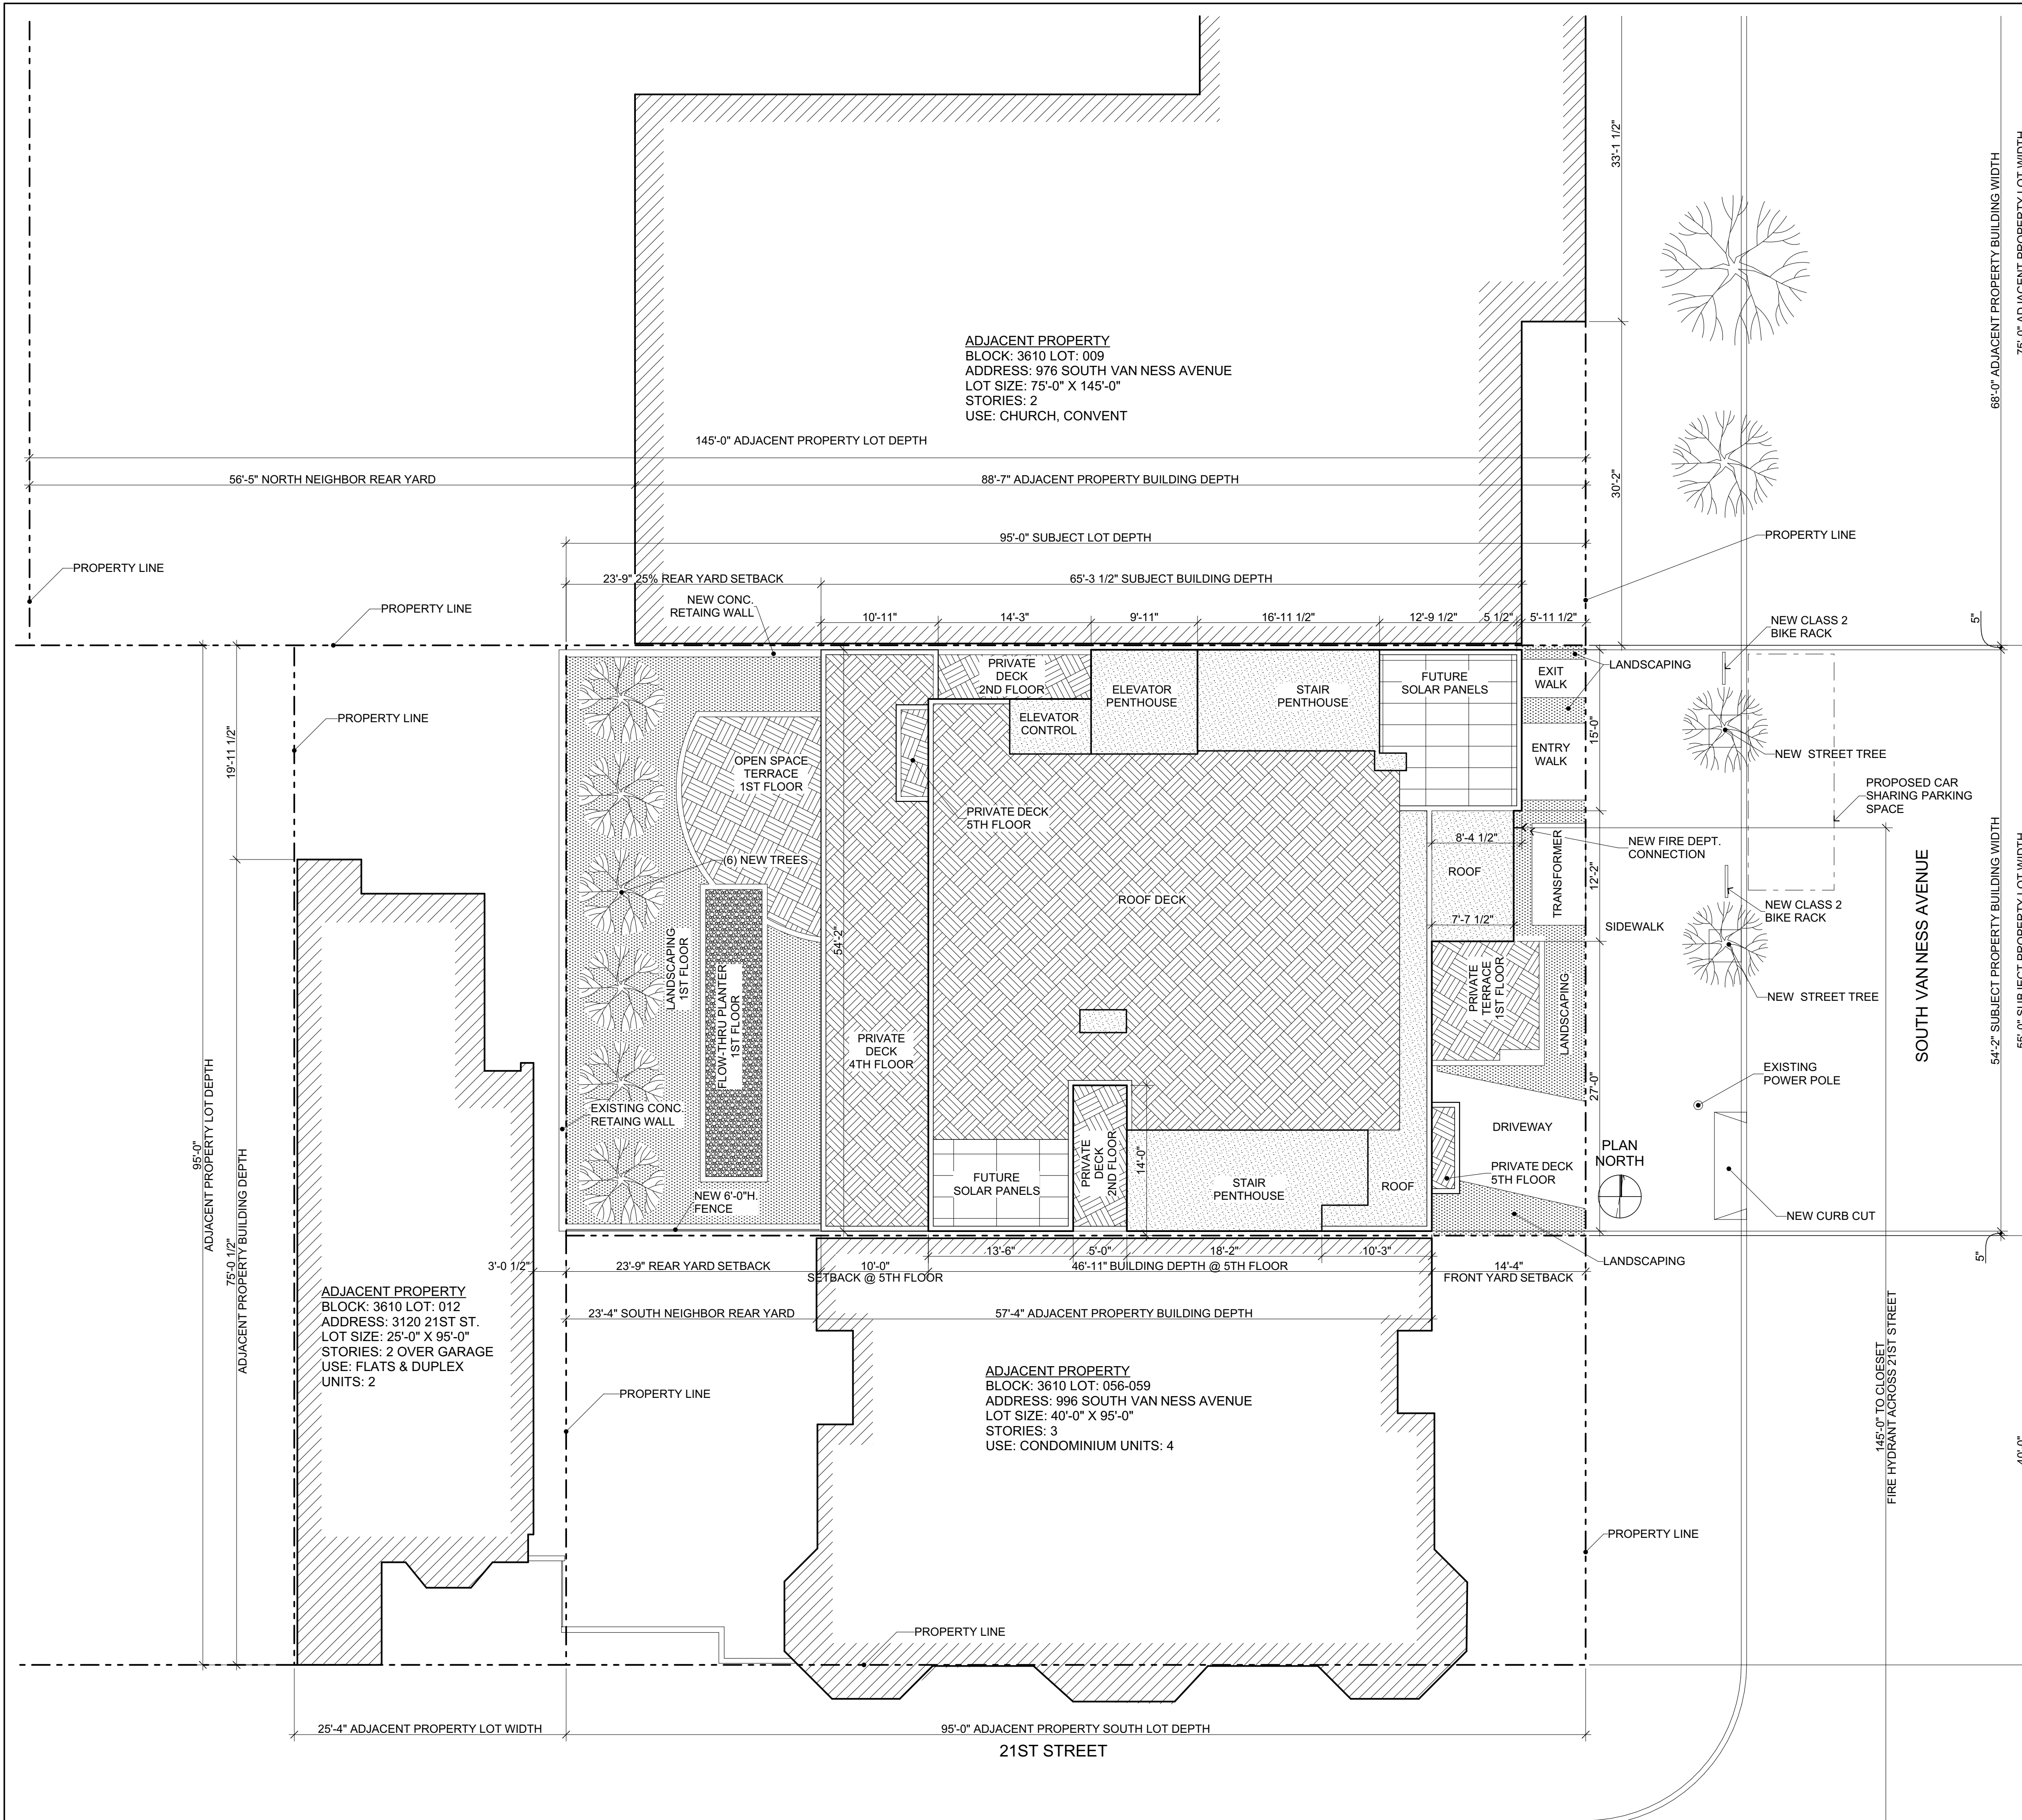 33'-1 1/2"
68'-0" ADJACENT PROPERTY BUILDING WIDTH
75'-0" ADJACENT PROPERTY LOT WIDTH
ADJACENT PROPERTY
BLOCK: 3610 LOT: 009
ADDRESS: 976 SOUTH VAN NESS AVENUE
LOT SIZE: 75'-0" X 145'-0"
STORIES: 2
USE: CHURCH, CONVENT
145'-0" ADJACENT PROPERTY LOT DEPTH
56'-5" NORTH NEIGHBOR REAR YARD
88'-7" ADJACENT PROPERTY BUILDING DEPTH
30'-2"
95'-0" SUBJECT LOT DEPTH
PROPERTY LINE
PROPERTY LINE
23'-9" 25% REAR YARD SETBACK
65'-3 1/2" SUBJECT BUILDING DEPTH
NEW CONC.
RETAING WALL
PROPERTY LINE
10'-11"
14'-3"
9'-11"
16'-11 1/2"
12'-9 1/2"
5 1/2"
5'-11 1/2"
NEW CLASS 2
BIKE RACK
5"
PRIVATE
DECK
2ND FLOOR
ELEVATOR
PENTHOUSE
STAIR
PENTHOUSE
FUTURE
SOLAR PANELS
EXIT
WALK
LANDSCAPING
ELEVATOR
CONTROL
PROPERTY LINE
19'-11 1/2"
15'-0"
ENTRY
WALK
NEW  STREET TREE
OPEN SPACE
TERRACE
1ST FLOOR
PROPOSED CAR
SHARING PARKING
SPACE
PRIVATE DECK
5TH FLOOR
8'-4 1/2"
NEW FIRE DEPT.
CONNECTION
(6) NEW TREES
ROOF
TRANSFORMER
12'-2"
ROOF DECK
NEW CLASS 2
BIKE RACK
7'-7 1/2"
SIDEWALK
54'-2"
LANDSCAPING
1ST FLOOR
FLOW-THRU PLANTER
1ST FLOOR
PRIVATE
TERRACE
1ST FLOOR
LANDSCAPING
NEW  STREET TREE
SOUTH VAN NESS AVENUE
54'-2" SUBJECT PROPERTY BUILDING WIDTH
55'-0" SUBJECT PROPERTY LOT WIDTH
PRIVATE
DECK
4TH FLOOR
EXISTING
POWER POLE
27'-0"
EXISTING CONC.
RETAING WALL
DRIVEWAY
PLAN
NORTH
95'-0"
ADJACENT PROPERTY LOT DEPTH
75'-0 1/2"
ADJACENT PROPERTY BUILDING DEPTH
PRIVATE
DECK
2ND FLOOR
14'-0"
FUTURE
SOLAR PANELS
STAIR
PENTHOUSE
ROOF
PRIVATE DECK
5TH FLOOR
NEW 6'-0"H.
FENCE
NEW CURB CUT
13'-6"
5'-0"
18'-2"
10'-3"
5"
LANDSCAPING
3'-0 1/2"
23'-9" REAR YARD SETBACK
10'-0"
SETBACK @ 5TH FLOOR
46'-11" BUILDING DEPTH @ 5TH FLOOR
14'-4"
FRONT YARD SETBACK
ADJACENT PROPERTY
BLOCK: 3610 LOT: 012
ADDRESS: 3120 21ST ST.
LOT SIZE: 25'-0" X 95'-0"
STORIES: 2 OVER GARAGE
USE: FLATS & DUPLEX
UNITS: 2
23'-4" SOUTH NEIGHBOR REAR YARD
57'-4" ADJACENT PROPERTY BUILDING DEPTH
145'-0" TO CLOESET
FIRE HYDRANT ACROSS 21ST STREET
ADJACENT PROPERTY
BLOCK: 3610 LOT: 056-059
ADDRESS: 996 SOUTH VAN NESS AVENUE
LOT SIZE: 40'-0" X 95'-0"
STORIES: 3
USE: CONDOMINIUM UNITS: 4
PROPERTY LINE
40'-0"
PROPERTY LINE
PROPERTY LINE
25'-4" ADJACENT PROPERTY LOT WIDTH
95'-0" ADJACENT PROPERTY SOUTH LOT DEPTH
21ST STREET